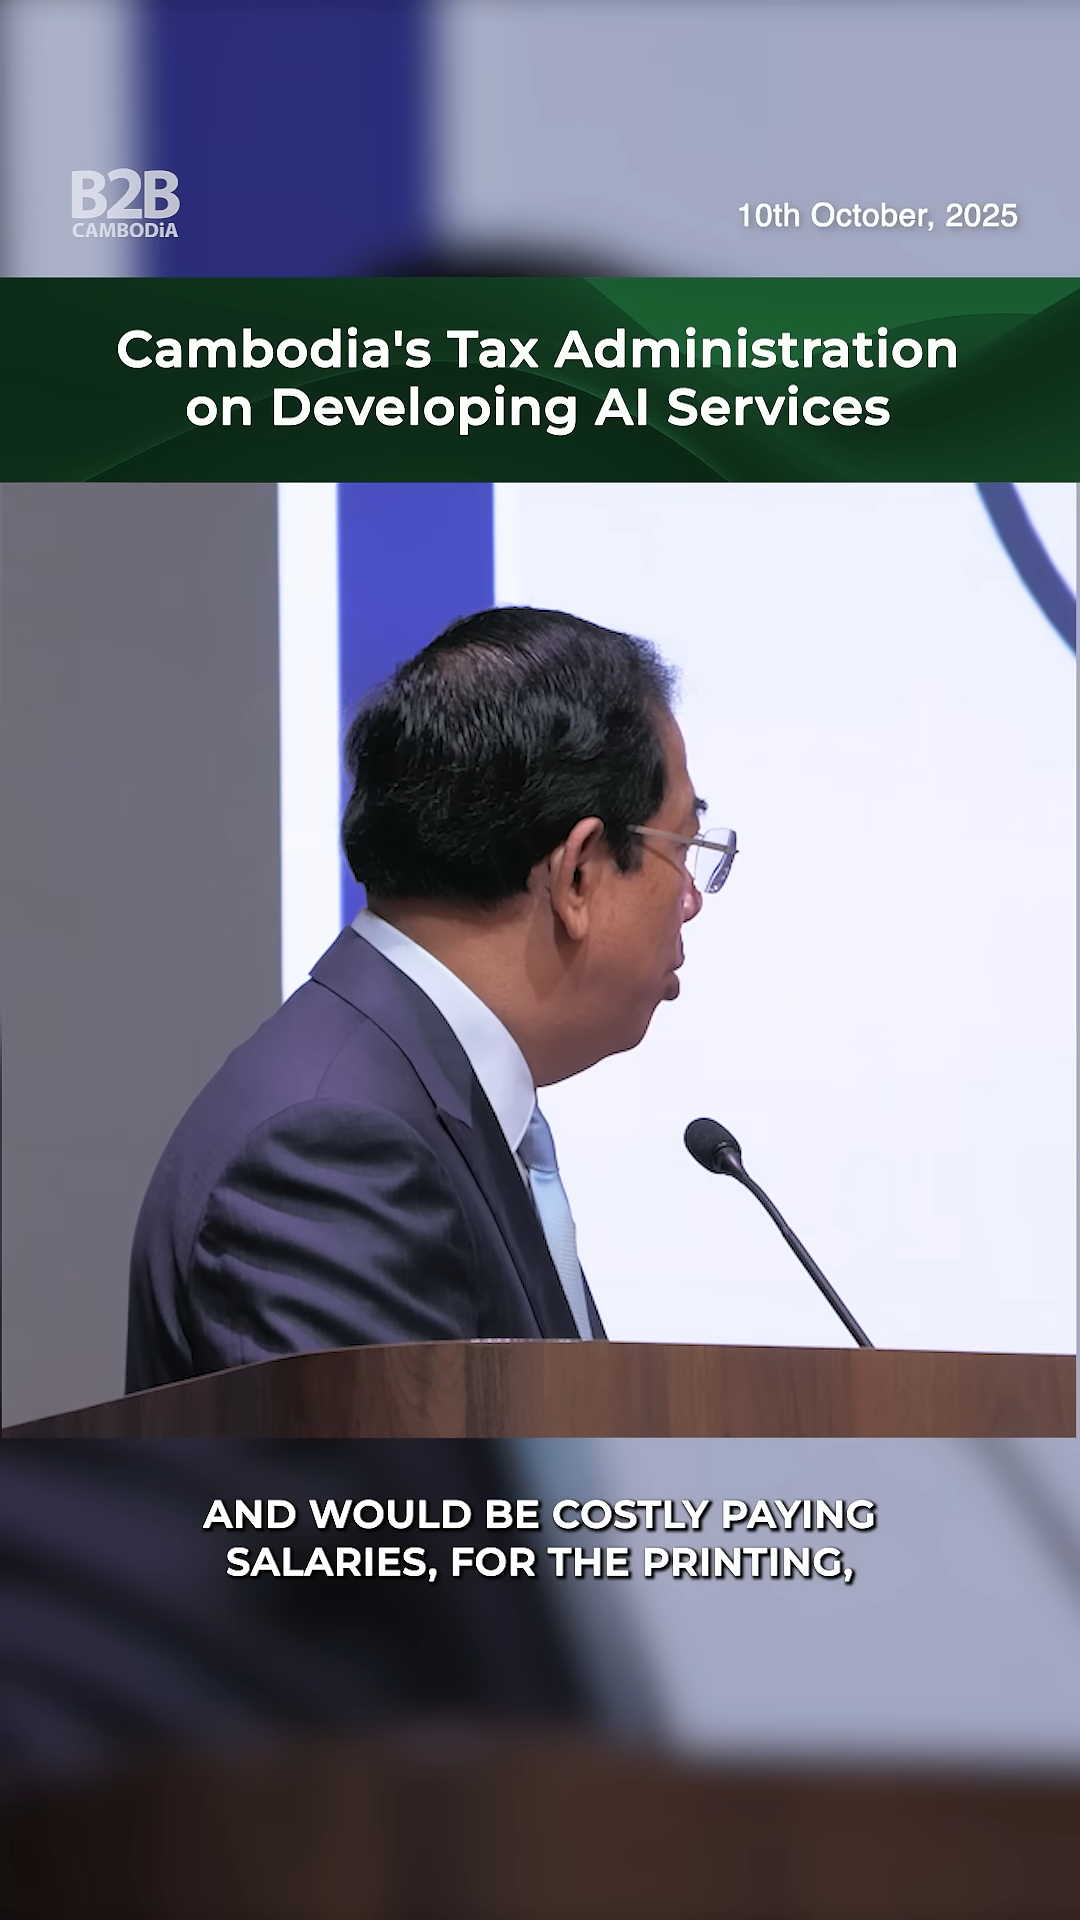 B2B
CAMBODiA
10th October, 2025
Cambodia's Tax Administration
on Developing AI Services
AND WOULD BE COSTLY PAYING
SALARIES, FOR THE PRINTING,